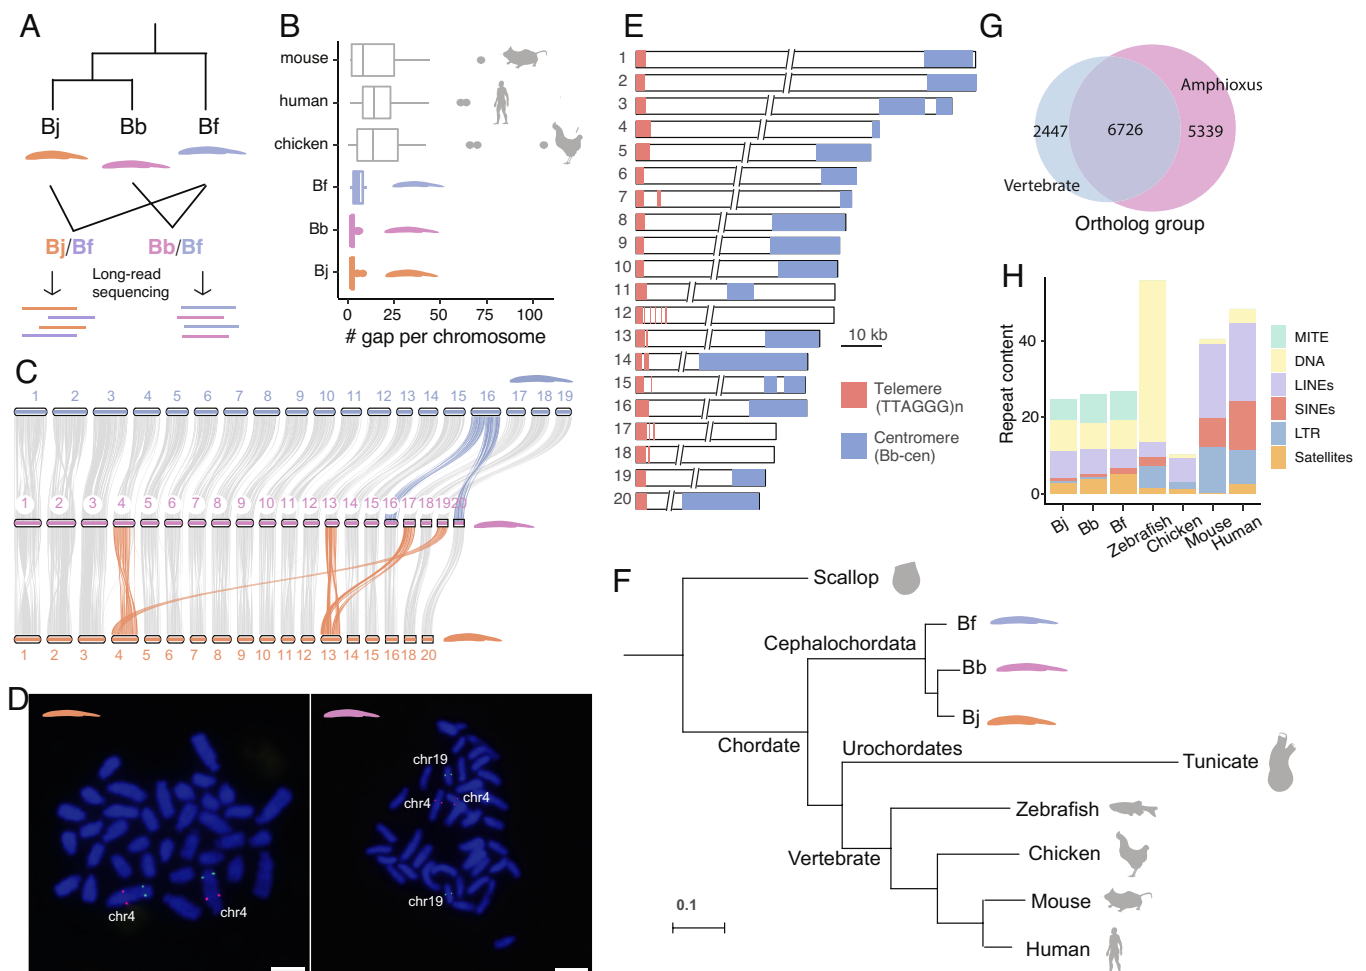 A
Bj Bb Bf
Bj/Bf Bb/Bf
Long-read
sequencing
B
mouse
human
chicken
Bf
Bb
Bj
0 25 50 75 100
# gap per chromosome
C
1 2 3 4 5 6 7 8 9 10 11 12 13 14 15 16 17 18 19
1 2 3 4 5 6 7 8 9 10 11 12 13 14 15 16 17 18 19 20
1 2 3 4 5 6 7 8 9 10 11 12 13 14 15 16 18 20
D
chr4
chr4
chr19
chr4
chr4
chr19
E
1
2
3
4
5
6
7
8
9
10
11
12
13
14
15
16
17
18
19
20
10 kb
Telemere
(TTAGGG)n
Centromere
(Bb-cen)
F
Scallop
Cephalochordata
Bf
Bb
Bj
Chordate
Urochordates
Tunicate
Zebrafish
Vertebrate
Chicken
Mouse
Human
0.1
G
Amphioxus
2447 6726 5339
Vertebrate
Ortholog group
H
Repeat content
40
20
0
Bj Bb Bf Zebrafish Chicken Mouse Human
MITE
DNA
LINEs
SINEs
LTR
Satellites